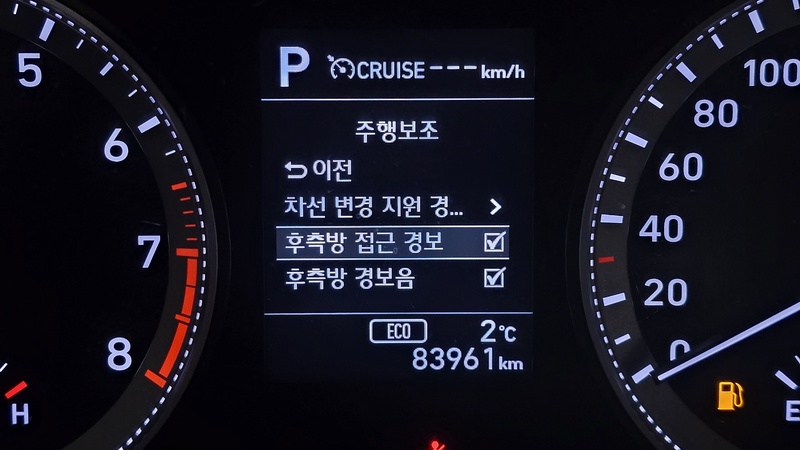 5
6
7
8
H
P CRUISE --- km/h
주행보조
이전
차선 변경 지원 경...
후측방 접근 경보
후측방 경보음
ECO 2°C
83961 km
100
80
60
40
20
0
E